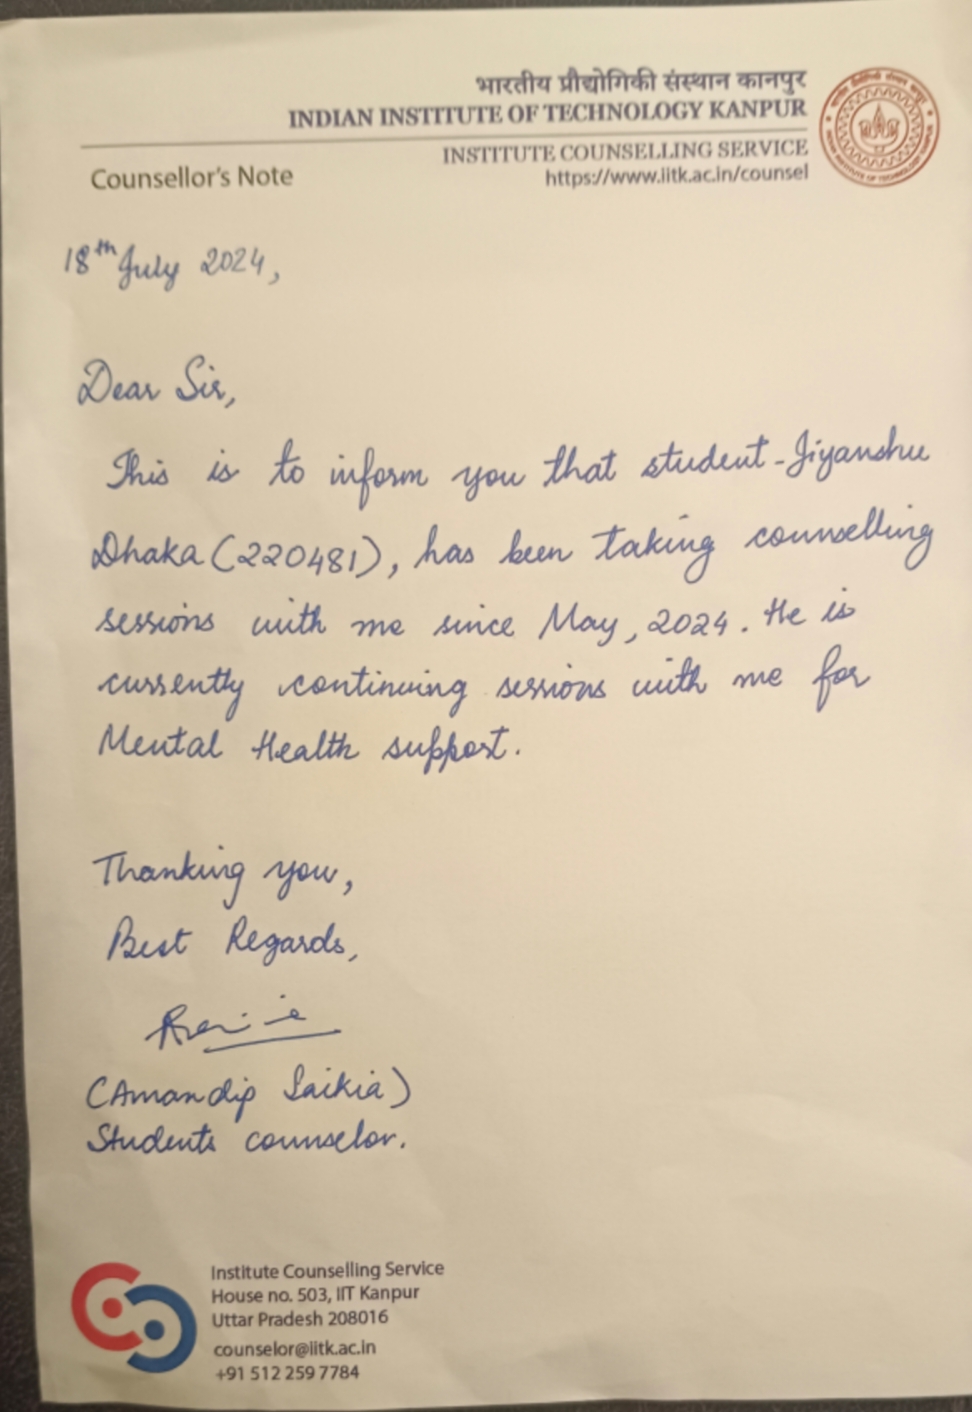 भारतीय प्रौद्योगिकी संस्थान कानपुर
INDIAN INSTITUTE OF TECHNOLOGY KANPUR
INSTITUTE COUNSELLING SERVICE
https://www.iitk.ac.in/counsel
Counsellor's Note
18th July 2024,
Dear Sir,
This is to inform you that student - Jiyanshu
Dhaka (220481), has been taking counselling
sessions with me since May, 2024. He is
currently continuing sessions with me for
Mental Health support.
Thanking you,
Best Regards,
(Amandip Saikia)
Students counselor.
Institute Counselling Service
House no. 503, IIT Kanpur
Uttar Pradesh 208016
counselor@iitk.ac.in
+91 512 259 7784